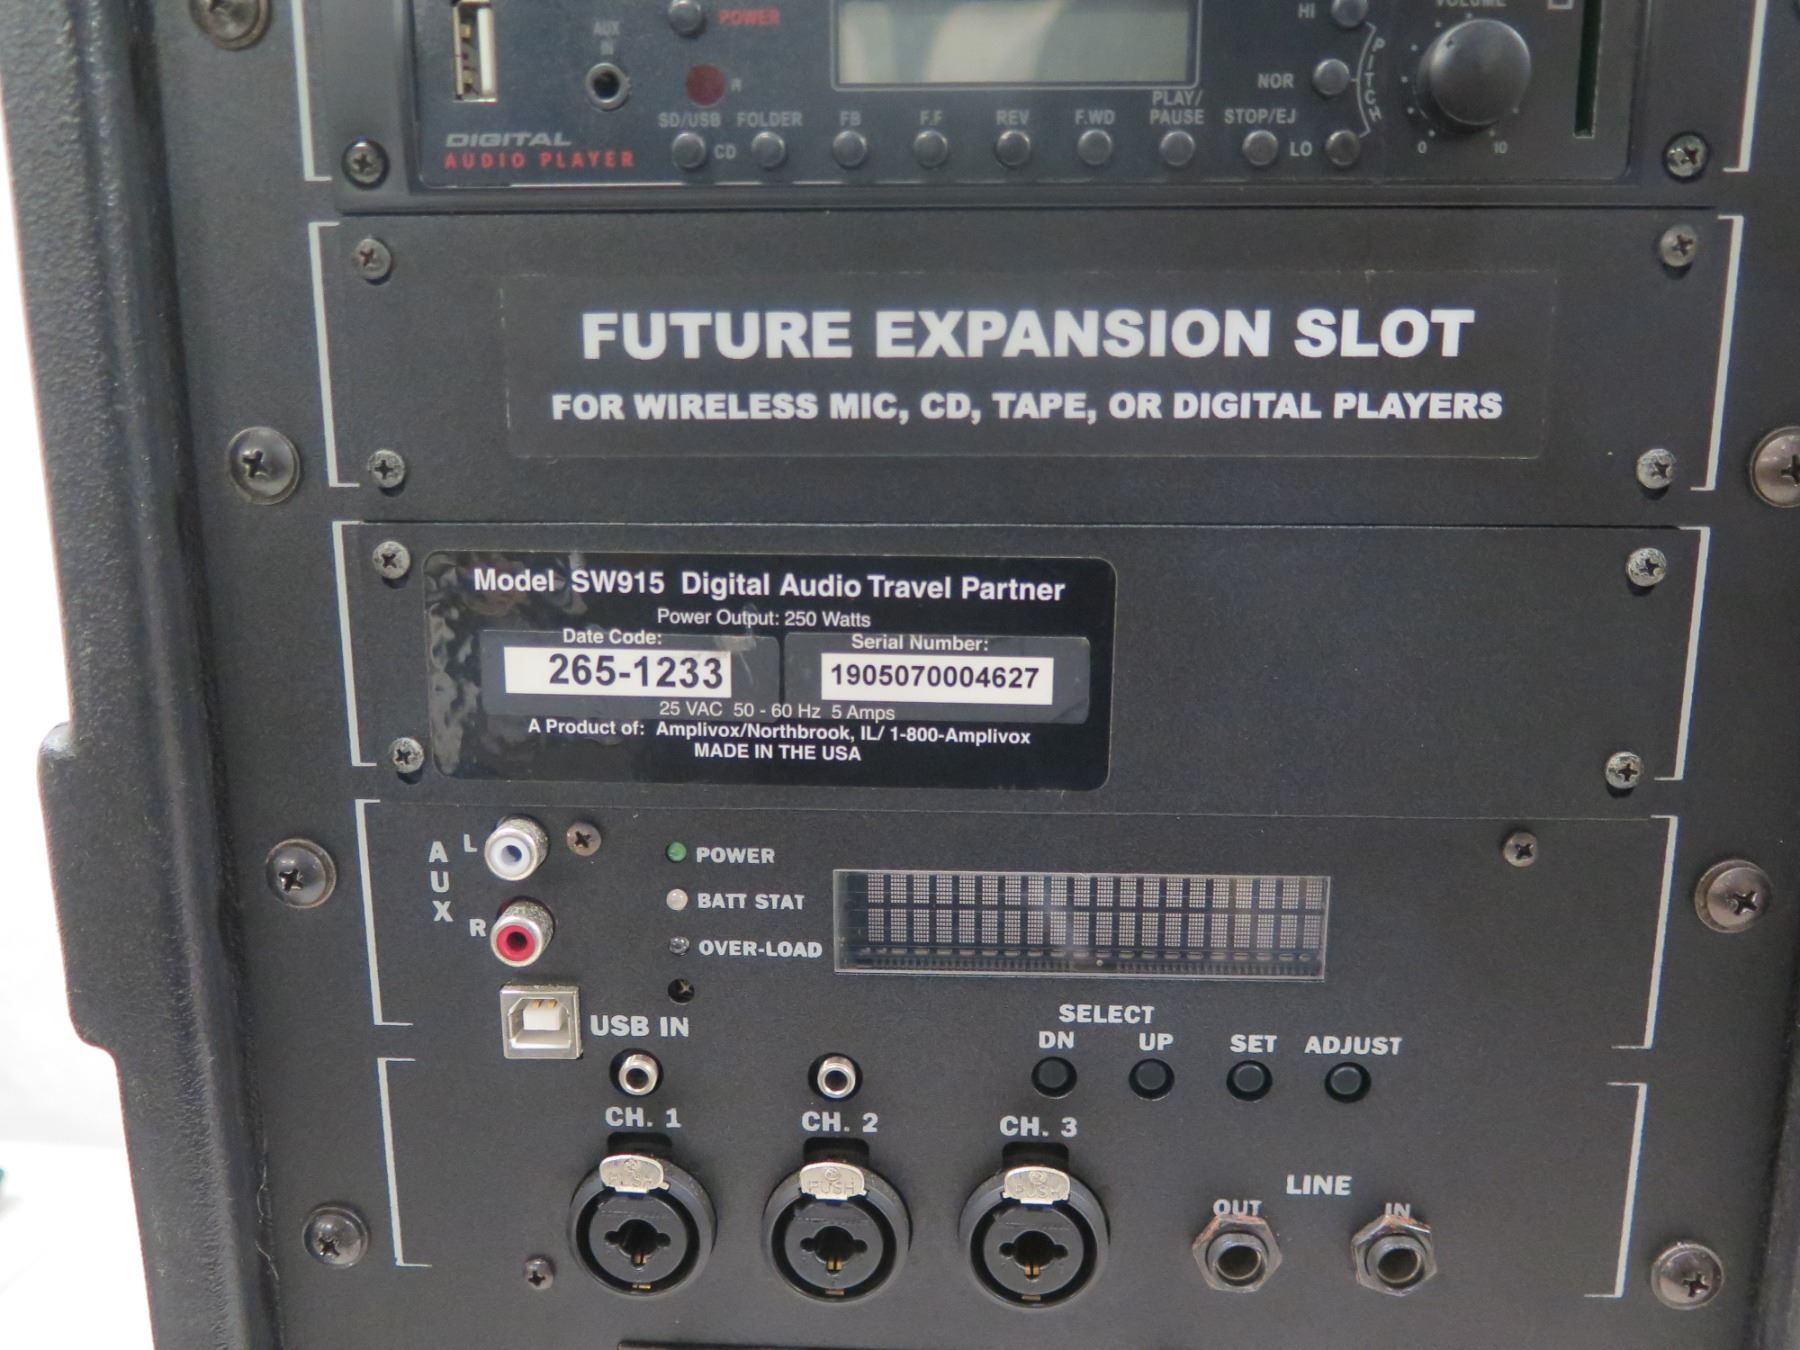 AUX
IN
POWER
R
HI
VOLUME
NOR
PITCH
SD/USB FOLDER FB F.F REV F.WD PLAY/
PAUSE STOP/EJ
CD
LO
0 10
DIGITAL
AUDIO PLAYER
FUTURE EXPANSION SLOT
FOR WIRELESS MIC, CD, TAPE, OR DIGITAL PLAYERS
Model SW915 Digital Audio Travel Partner
Power Output: 250 Watts
Date Code: Serial Number:
265-1233 1905070004627
25 VAC 50 - 60 Hz 5 Amps
A Product of: Amplivox/Northbrook, IL/ 1-800-Amplivox
MADE IN THE USA
AUX
L
R
POWER
BATT STAT
OVER-LOAD
USB IN
SELECT
DN UP SET ADJUST
CH. 1 CH. 2 CH. 3
PUSH PUSH PUSH
LINE
OUT IN